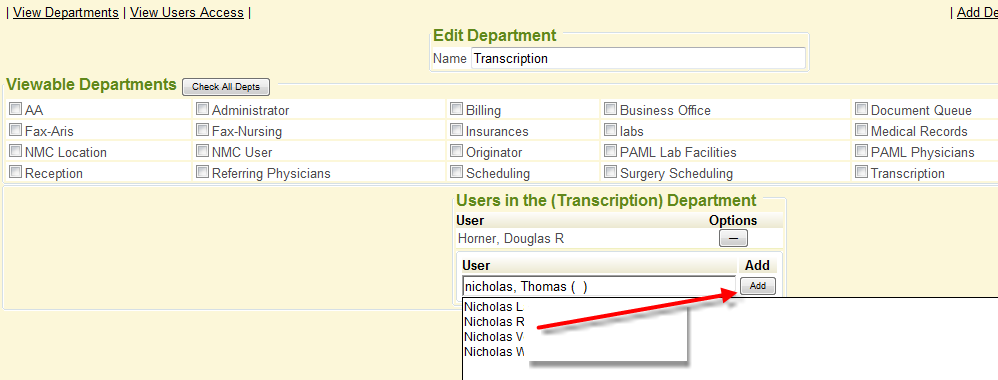 | View Departments | View Users Access | | Add De
Edit Department
Name Transcription
Viewable Departments Check All Depts
AA Administrator Billing Business Office Document Queue
Fax-Aris Fax-Nursing Insurances labs Medical Records
NMC Location NMC User Originator PAML Lab Facilities PAML Physicians
Reception Referring Physicians Scheduling Surgery Scheduling Transcription
Users in the (Transcription) Department
User Options
Horner, Douglas R —
User Add
nicholas, Thomas ( ) Add
Nicholas L
Nicholas R
Nicholas V
Nicholas W